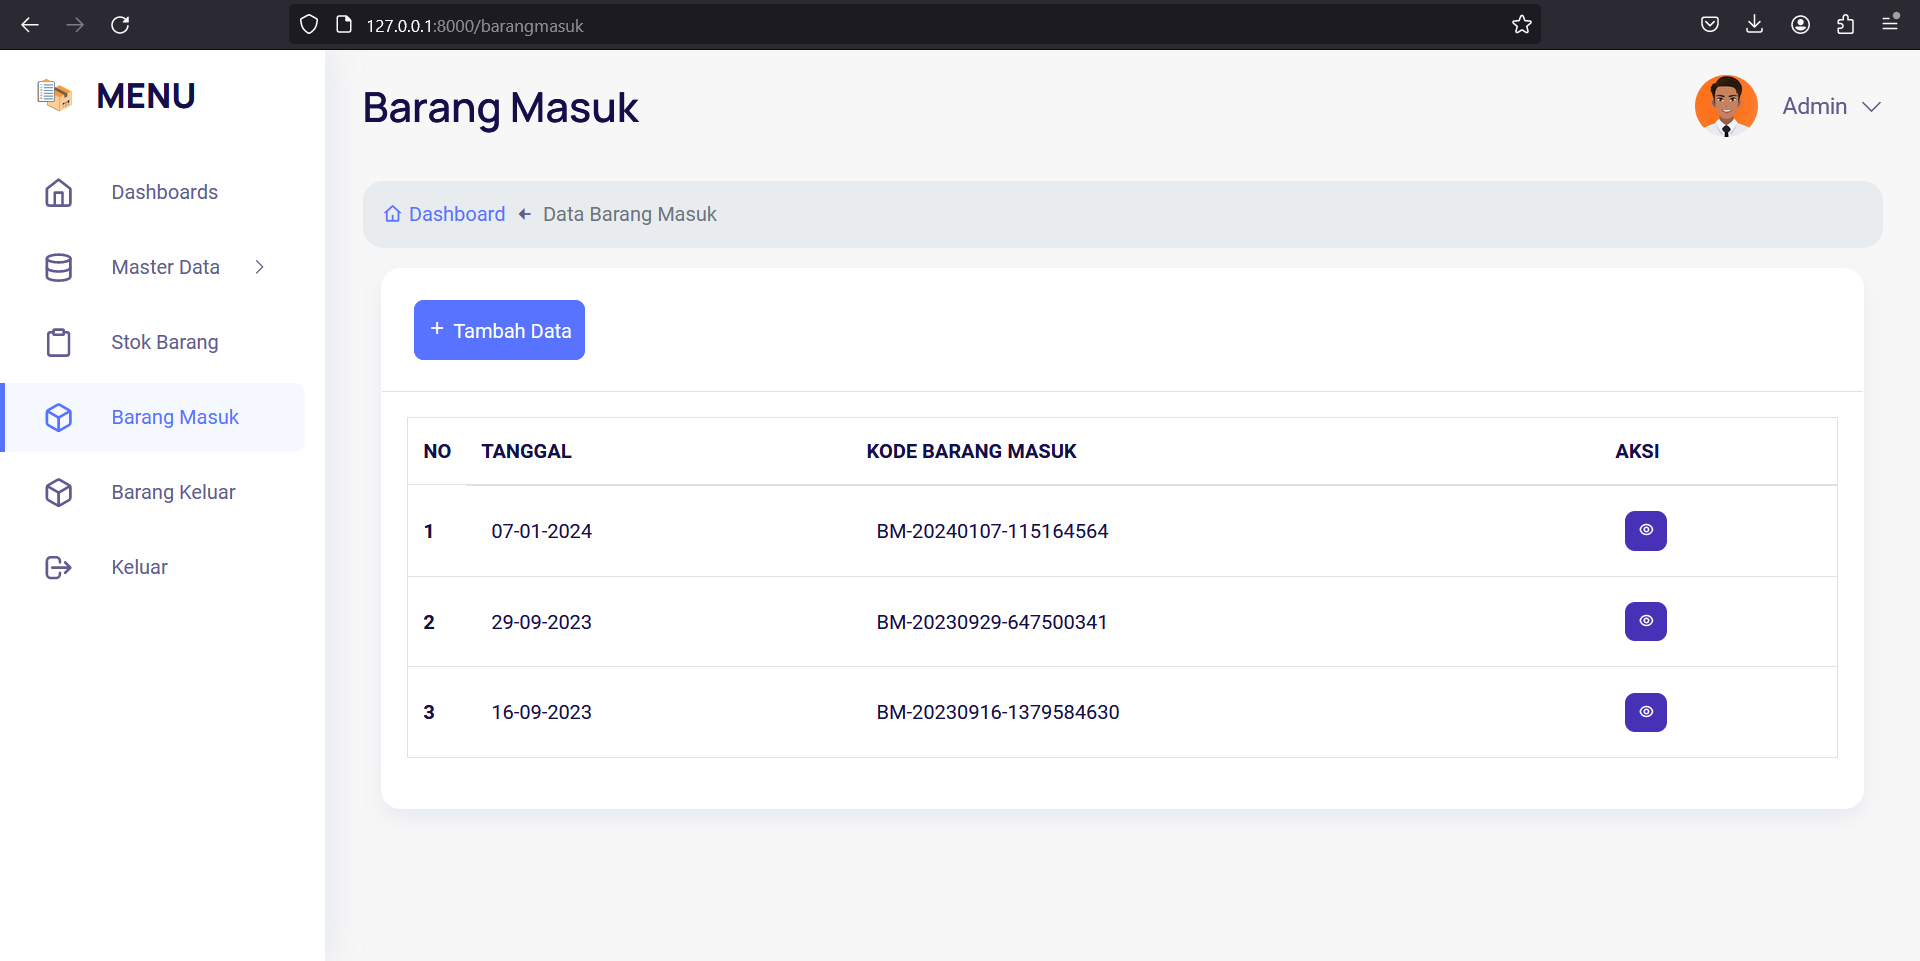 127.0.0.1:8000/barangmasuk
MENU
Dashboards
Master Data
Stok Barang
Barang Masuk
Barang Keluar
Keluar
Barang Masuk
Admin
Dashboard Data Barang Masuk
+ Tambah Data
NO TANGGAL KODE BARANG MASUK AKSI
1 07-01-2024 BM-20240107-115164564
2 29-09-2023 BM-20230929-647500341
3 16-09-2023 BM-20230916-1379584630